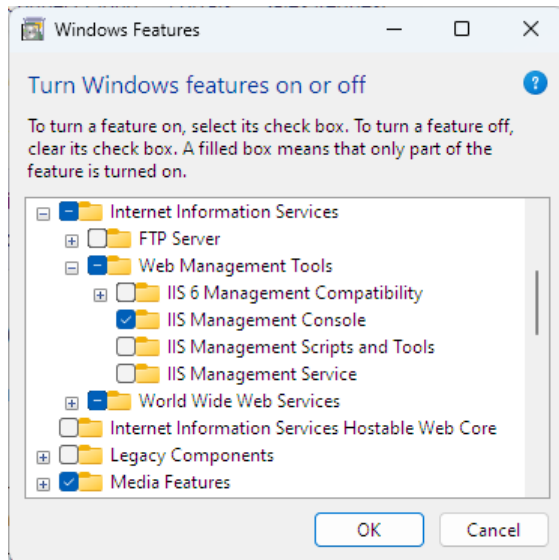 Windows Features
Turn Windows features on or off
?
To turn a feature on, select its check box. To turn a feature off,
clear its check box. A filled box means that only part of the
feature is turned on.
Internet Information Services
FTP Server
Web Management Tools
IIS 6 Management Compatibility
IIS Management Console
IIS Management Scripts and Tools
IIS Management Service
World Wide Web Services
Internet Information Services Hostable Web Core
Legacy Components
Media Features
OK Cancel